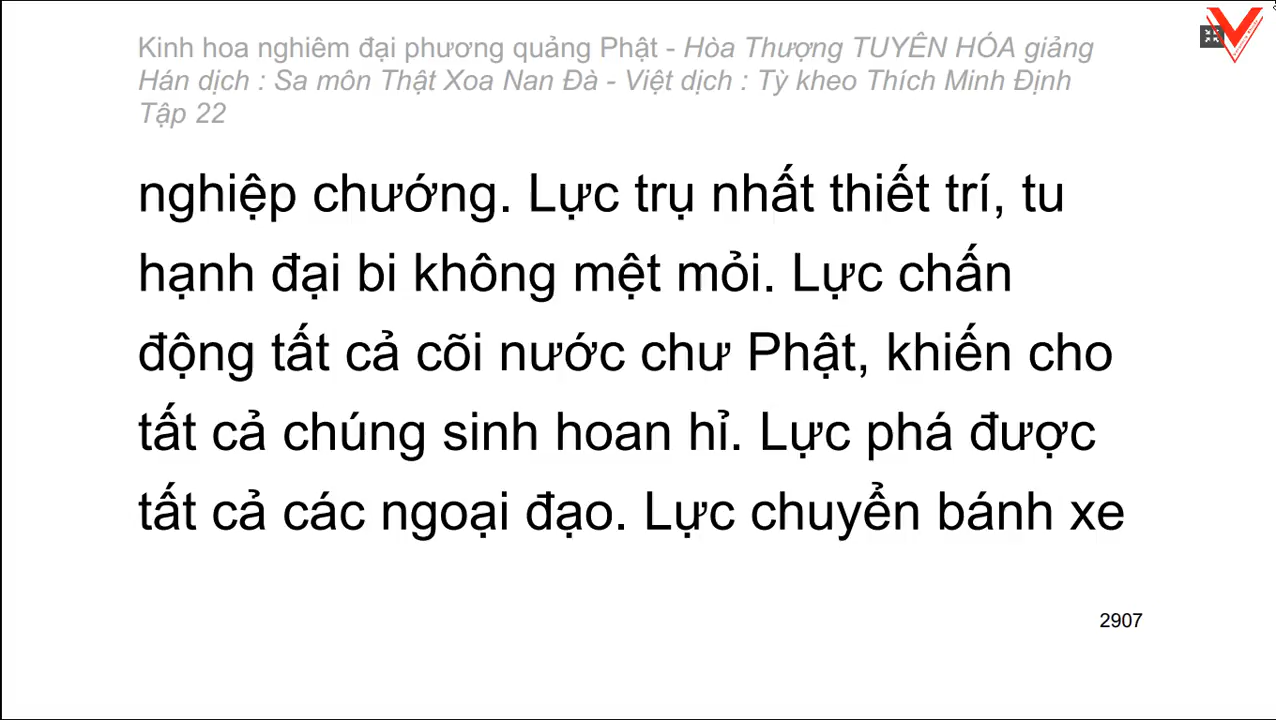 Kinh hoa nghiêm đại phương quảng Phật - Hòa Thượng TUYÊN HÓA giảng
Hán dịch : Sa môn Thật Xoa Nan Đà - Việt dịch : Tỳ kheo Thích Minh Định
Tập 22
nghiệp chướng. Lực trụ nhất thiết trí, tu
hạnh đại bi không mệt mỏi. Lực chấn
động tất cả cõi nước chư Phật, khiến cho
tất cả chúng sinh hoan hỉ. Lực phá được
tất cả các ngoại đạo. Lực chuyển bánh xe
2907